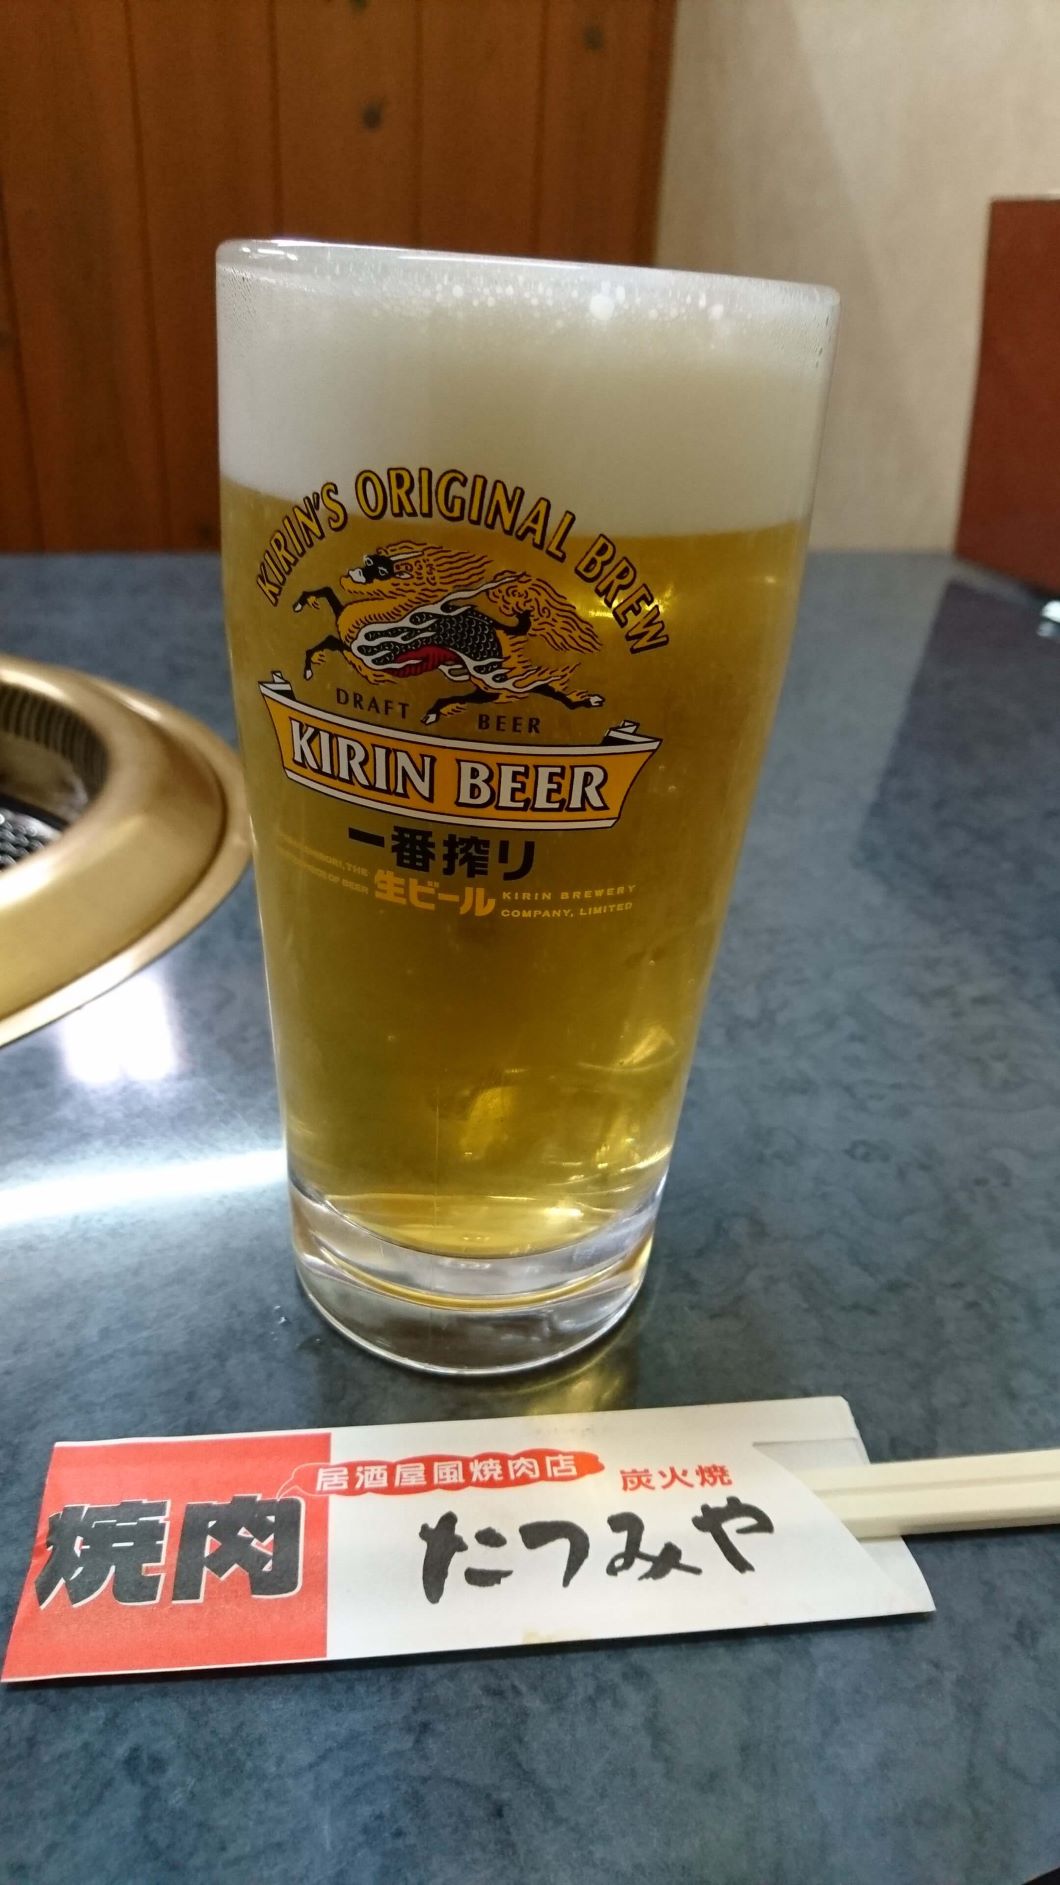 KIRIN'S ORIGINAL BREW
DRAFT BEER
KIRIN BEER
一番搾り
生ビール
KIRIN BREWERY
COMPANY, LIMITED
焼肉
居酒屋風焼肉店
炭火焼
たつみや